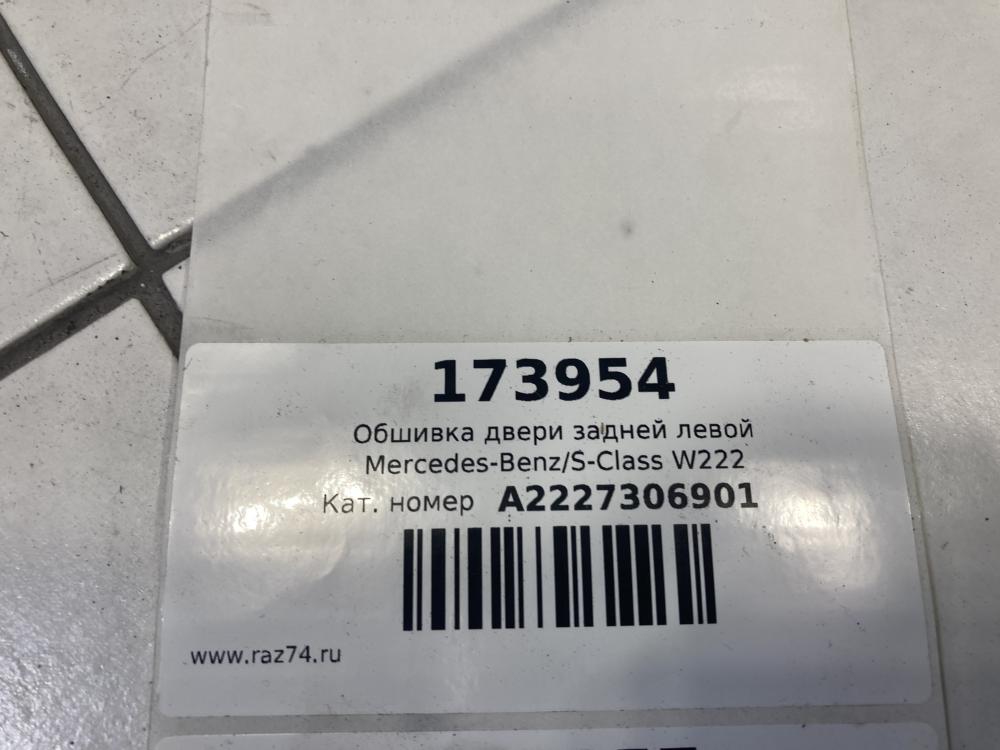 173954
Обшивка двери задней левой
Mercedes-Benz/S-Class W222
Кат. номер A2227306901
www.raz74.ru